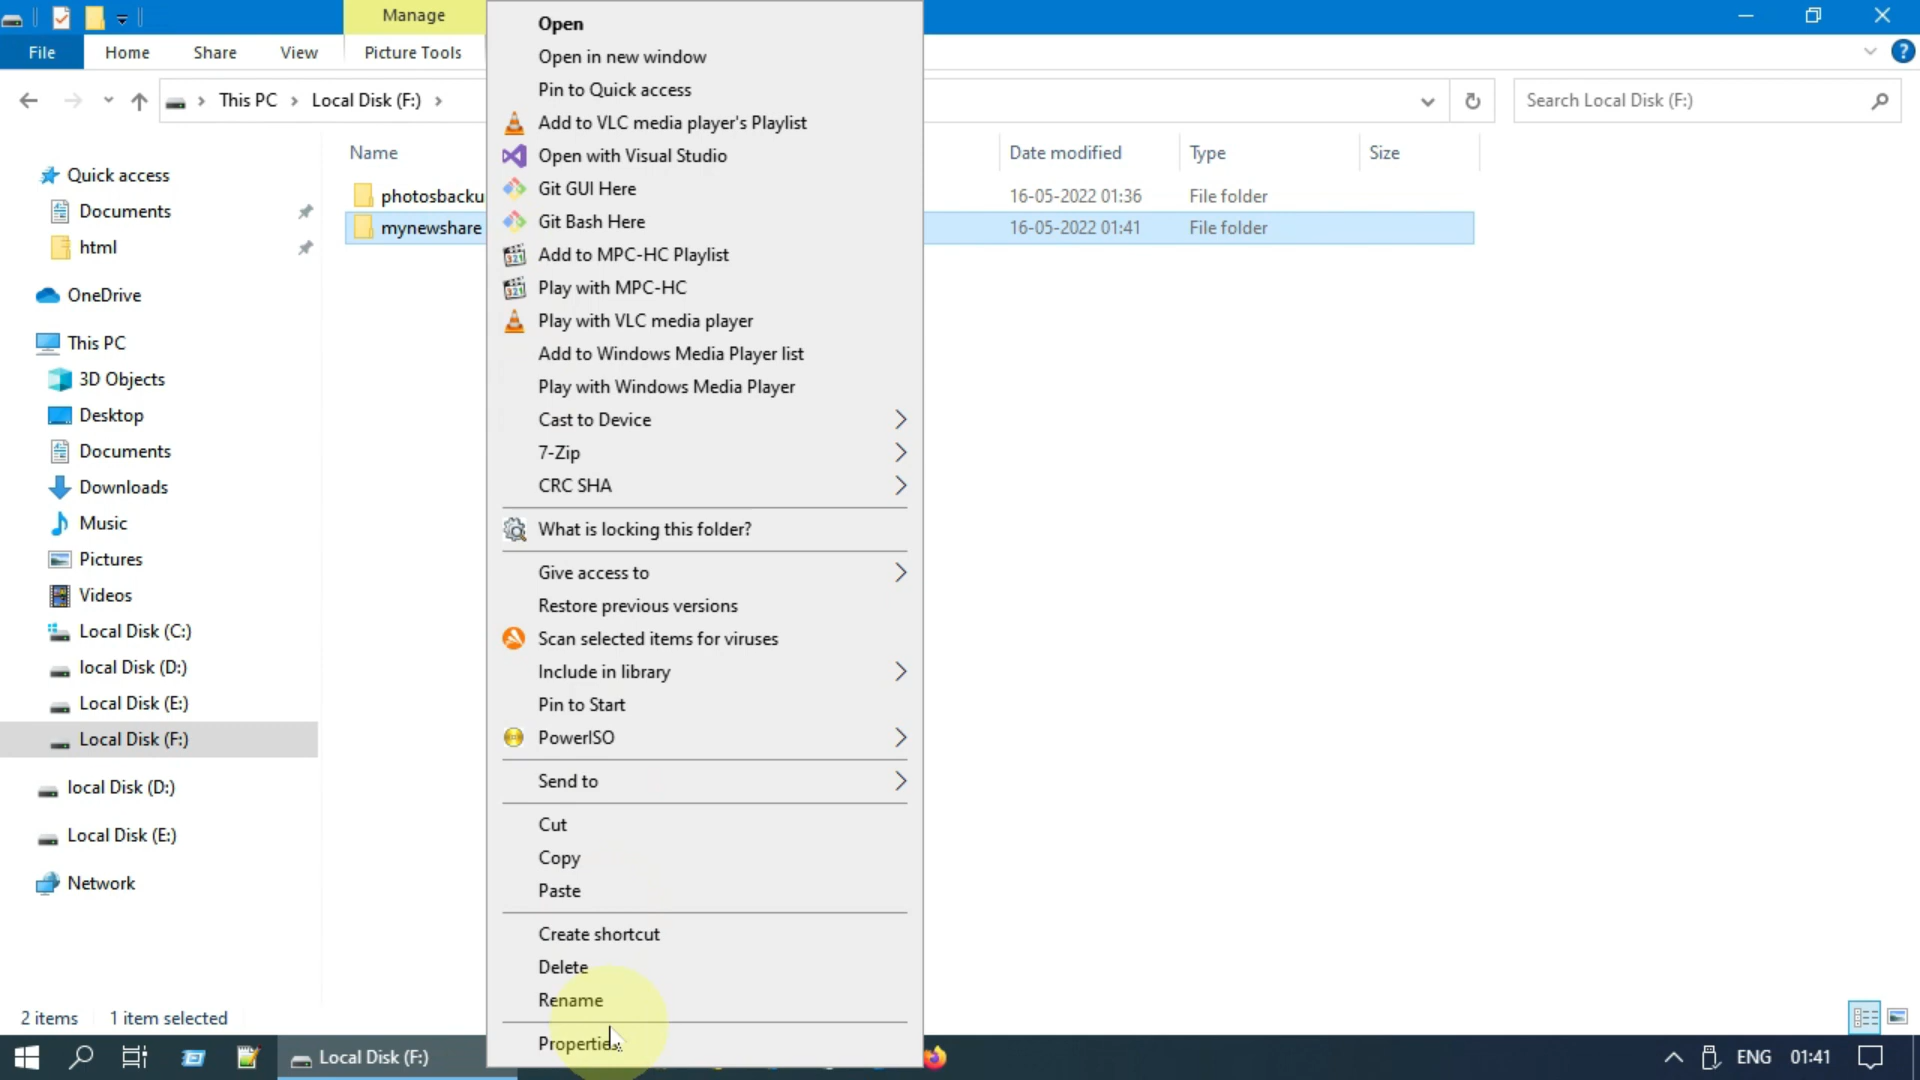 Manage
File
Home
Share
View
Picture Tools
This PC
Local Disk (F:)
Search Local Disk (F:)
Quick access
Documents
html
OneDrive
This PC
3D Objects
Desktop
Documents
Downloads
Music
Pictures
Videos
Local Disk (C:)
local Disk (D:)
Local Disk (E:)
Local Disk (F:)
local Disk (D:)
Local Disk (E:)
Network
Name
Date modified
Type
Size
photosbacku
16-05-2022 01:36
File folder
mynewshare
16-05-2022 01:41
File folder
Open
Open in new window
Pin to Quick access
Add to VLC media player's Playlist
Open with Visual Studio
Git GUI Here
Git Bash Here
Add to MPC-HC Playlist
Play with MPC-HC
Play with VLC media player
Add to Windows Media Player list
Play with Windows Media Player
Cast to Device
7-Zip
CRC SHA
What is locking this folder?
Give access to
Restore previous versions
Scan selected items for viruses
Include in library
Pin to Start
PowerISO
Send to
Cut
Copy
Paste
Create shortcut
Delete
Rename
Properties
2 items
1 item selected
Local Disk (F:)
ENG
01:41